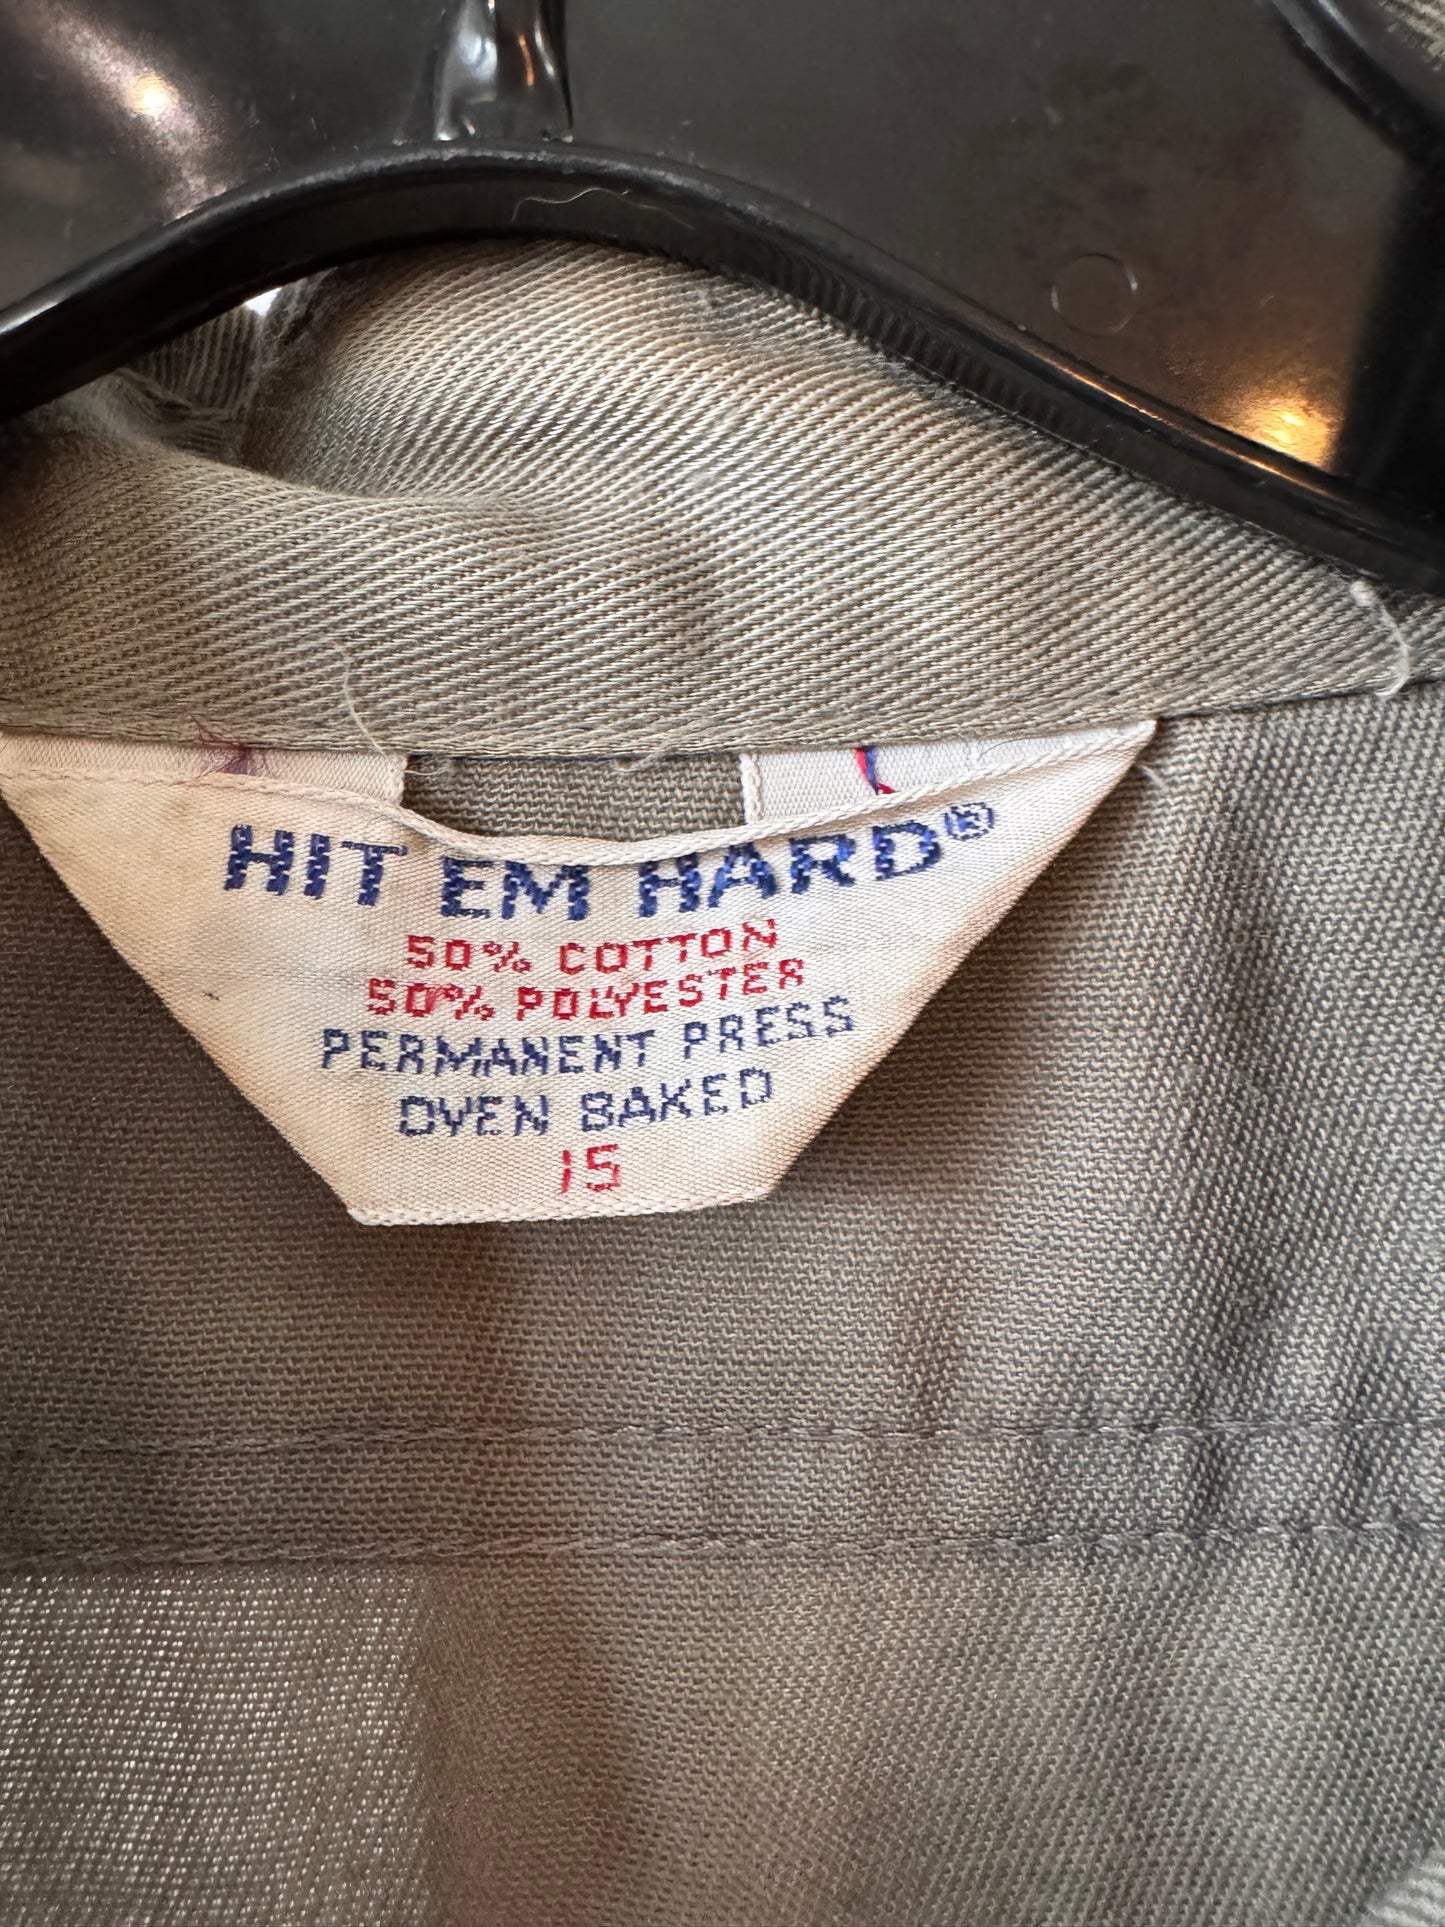 HIT EM HARD®
50% COTTON
50% POLYESTER
PERMANENT PRESS
OVEN BAKED
15